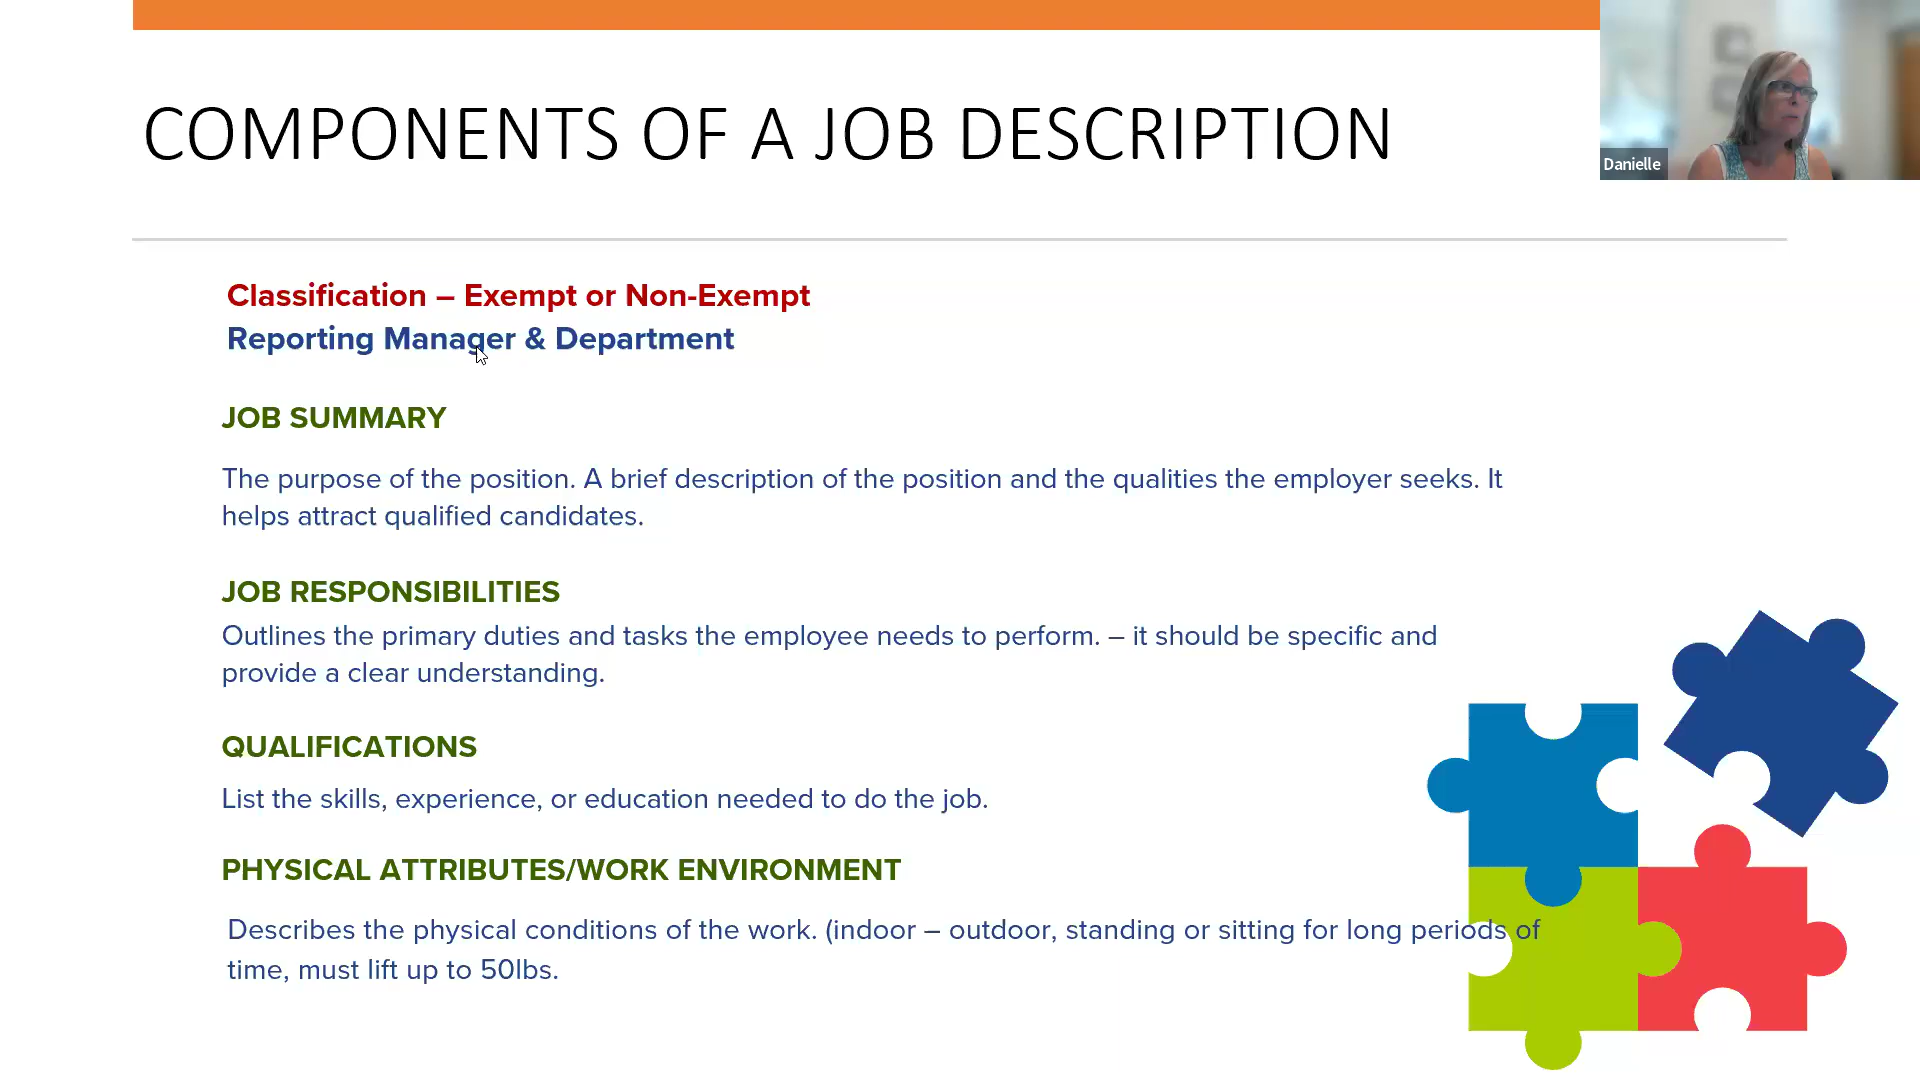 COMPONENTS OF A JOB DESCRIPTION
Danielle
Classification – Exempt or Non-Exempt
Reporting Manager & Department
JOB SUMMARY
The purpose of the position. A brief description of the position and the qualities the employer seeks. It
helps attract qualified candidates.
JOB RESPONSIBILITIES
Outlines the primary duties and tasks the employee needs to perform. – it should be specific and
provide a clear understanding.
QUALIFICATIONS
List the skills, experience, or education needed to do the job.
PHYSICAL ATTRIBUTES/WORK ENVIRONMENT
Describes the physical conditions of the work. (indoor – outdoor, standing or sitting for long periods of
time, must lift up to 50lbs.